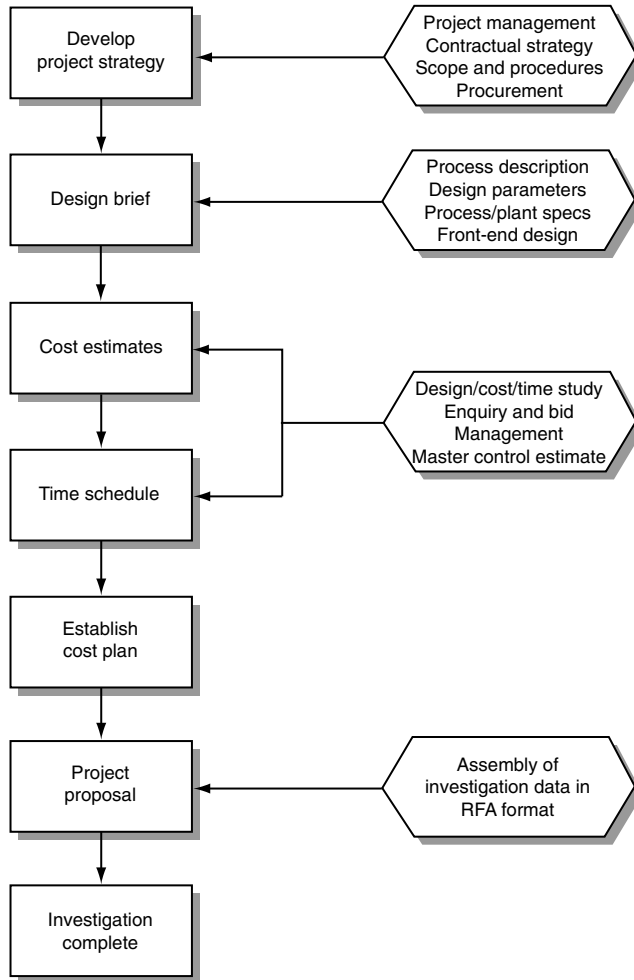 Develop
project strategy
Project management
Contractual strategy
Scope and procedures
Procurement
Design brief
Process description
Design parameters
Process/plant specs
Front-end design
Cost estimates
Design/cost/time study
Enquiry and bid
Management
Master control estimate
Time schedule
Establish
cost plan
Project
proposal
Assembly of
investigation data in
RFA format
Investigation
complete